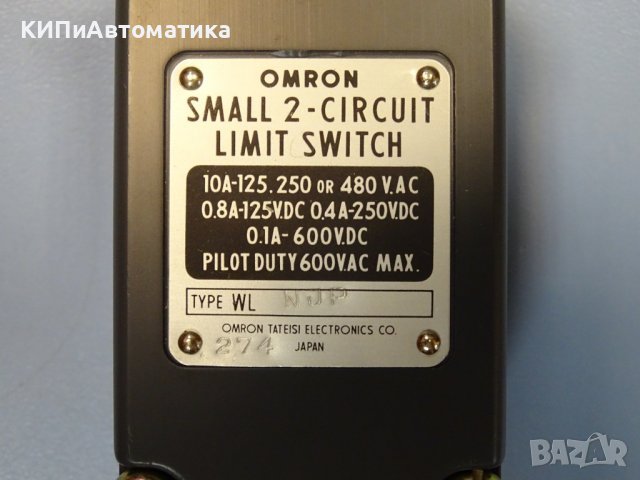 КИПиАвтоматика
OMRON
SMALL 2-CIRCUIT
LIMIT SWITCH
10A-125.250 OR 480 V.AC
0.8A-125V.DC 0.4A-250V.DC
0.1A-600V.DC
PILOT DUTY 600V.AC MAX.
TYPE WL NJP
OMRON TATEISI ELECTRONICS CO.
274 JAPAN
BAZAR